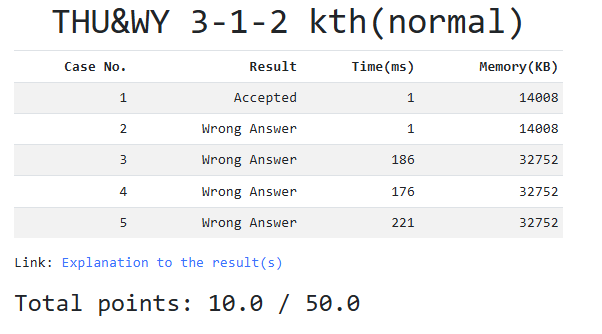 THU&WY 3-1-2 kth(normal)
Case No. Result Time(ms) Memory(KB)
1 Accepted 1 14008
2 Wrong Answer 1 14008
3 Wrong Answer 186 32752
4 Wrong Answer 176 32752
5 Wrong Answer 221 32752
Link: Explanation to the result(s)
Total points: 10.0 / 50.0